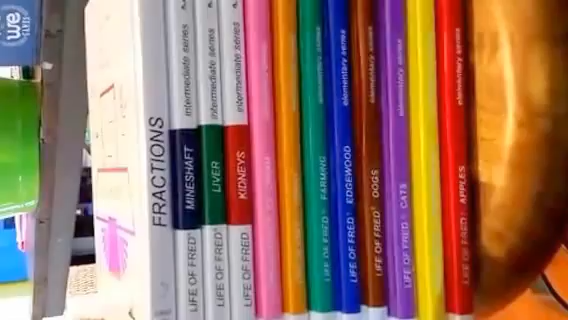 we
FRACTIONS
LIFE OF FRED MINESHAFT intermediate series
LIFE OF FRED LIVER intermediate series
LIFE OF FRED KIDNEYS intermediate series
LIFE OF FRED FARMING elementary series
LIFE OF FRED EDGEWOOD elementary series
LIFE OF FRED DOGS elementary series
LIFE OF FRED CATS elementary series
LIFE OF FRED APPLES elementary series